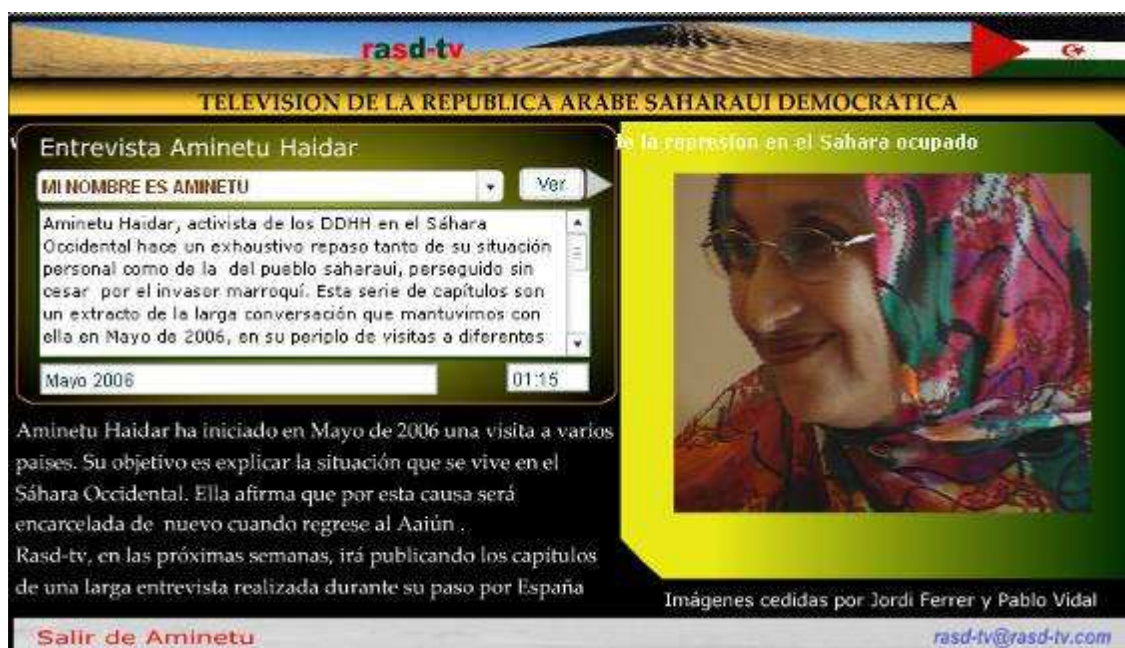 rasd-tv
TELEVISION DE LA REPUBLICA ARABE SAHARAUI DEMOCRATICA
Entrevista Aminetu Haidar
MI NOMBRE ES AMINETU
Ver
Aminetu Haidar, activista de los DDHH en el Sáhara
Occidental hace un exhaustivo repaso tanto de su situación
personal como de la del pueblo saharaui, perseguido sin
cesar por el invasor marroquí. Esta serie de capítulos son
un extracto de la larga conversación que mantuvimos con
ella en Mayo de 2006, en su periplo de visitas a diferentes
Mayo 2006
01:15
Aminetu Haidar ha iniciado en Mayo de 2006 una visita a varios
paises. Su objetivo es explicar la situación que se vive en el
Sáhara Occidental. Ella afirma que por esta causa será
encarcelada de nuevo cuando regrese al Aaiún .
Rasd-tv, en las próximas semanas, irá publicando los capítulos
de una larga entrevista realizada durante su paso por España
la represion en el Sahara ocupado
Imágenes cedidas por Jordi Ferrer y Pablo Vidal
Salir de Aminetu
rasd-tv@rasd-tv.com